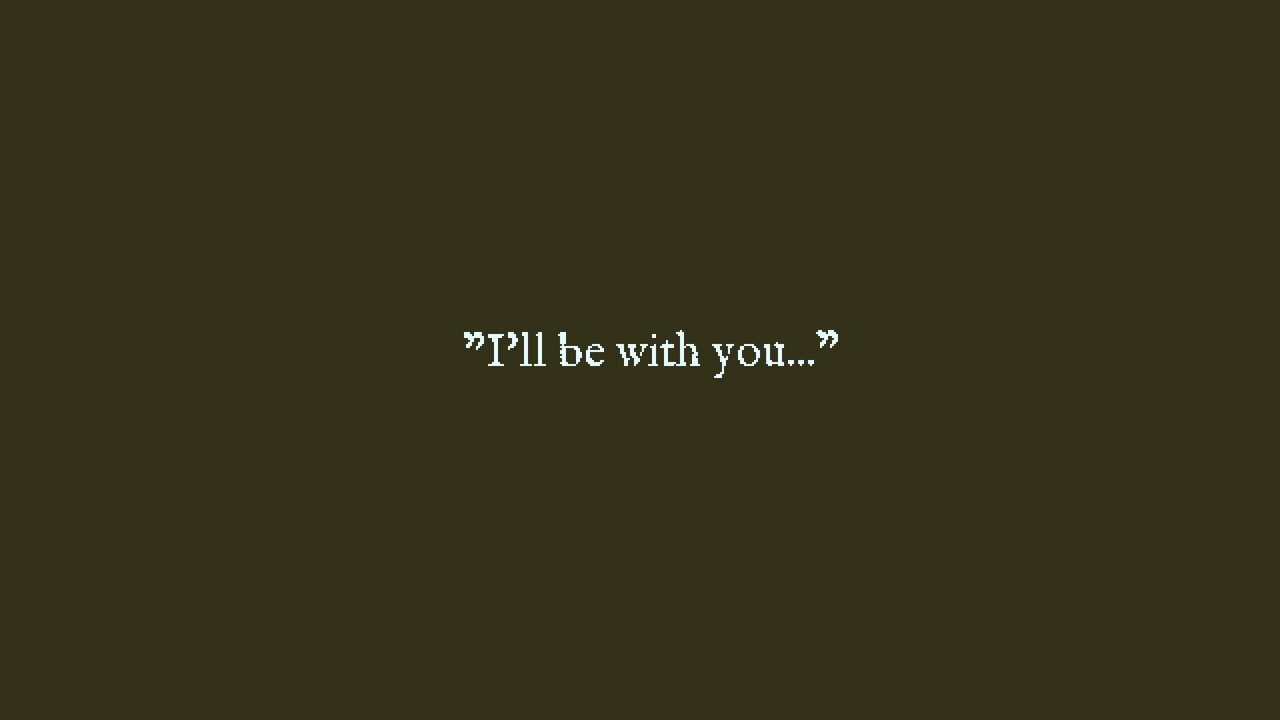 ”I’ll be with you...”